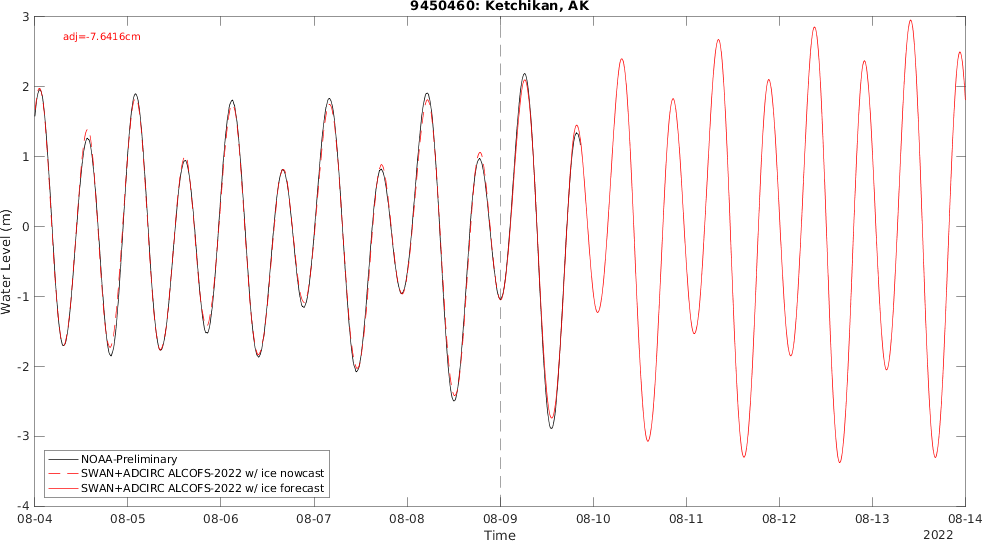 9450460: Ketchikan, AK
adj=-7.6416cm
3
2
1
0
-1
-2
-3
-4
Water Level (m)
NOAA-Preliminary
SWAN+ADCIRC ALCOFS-2022 w/ ice nowcast
SWAN+ADCIRC ALCOFS-2022 w/ ice forecast
08-04 08-05 08-06 08-07 08-08 08-09 08-10 08-11 08-12 08-13 08-14
Time
2022